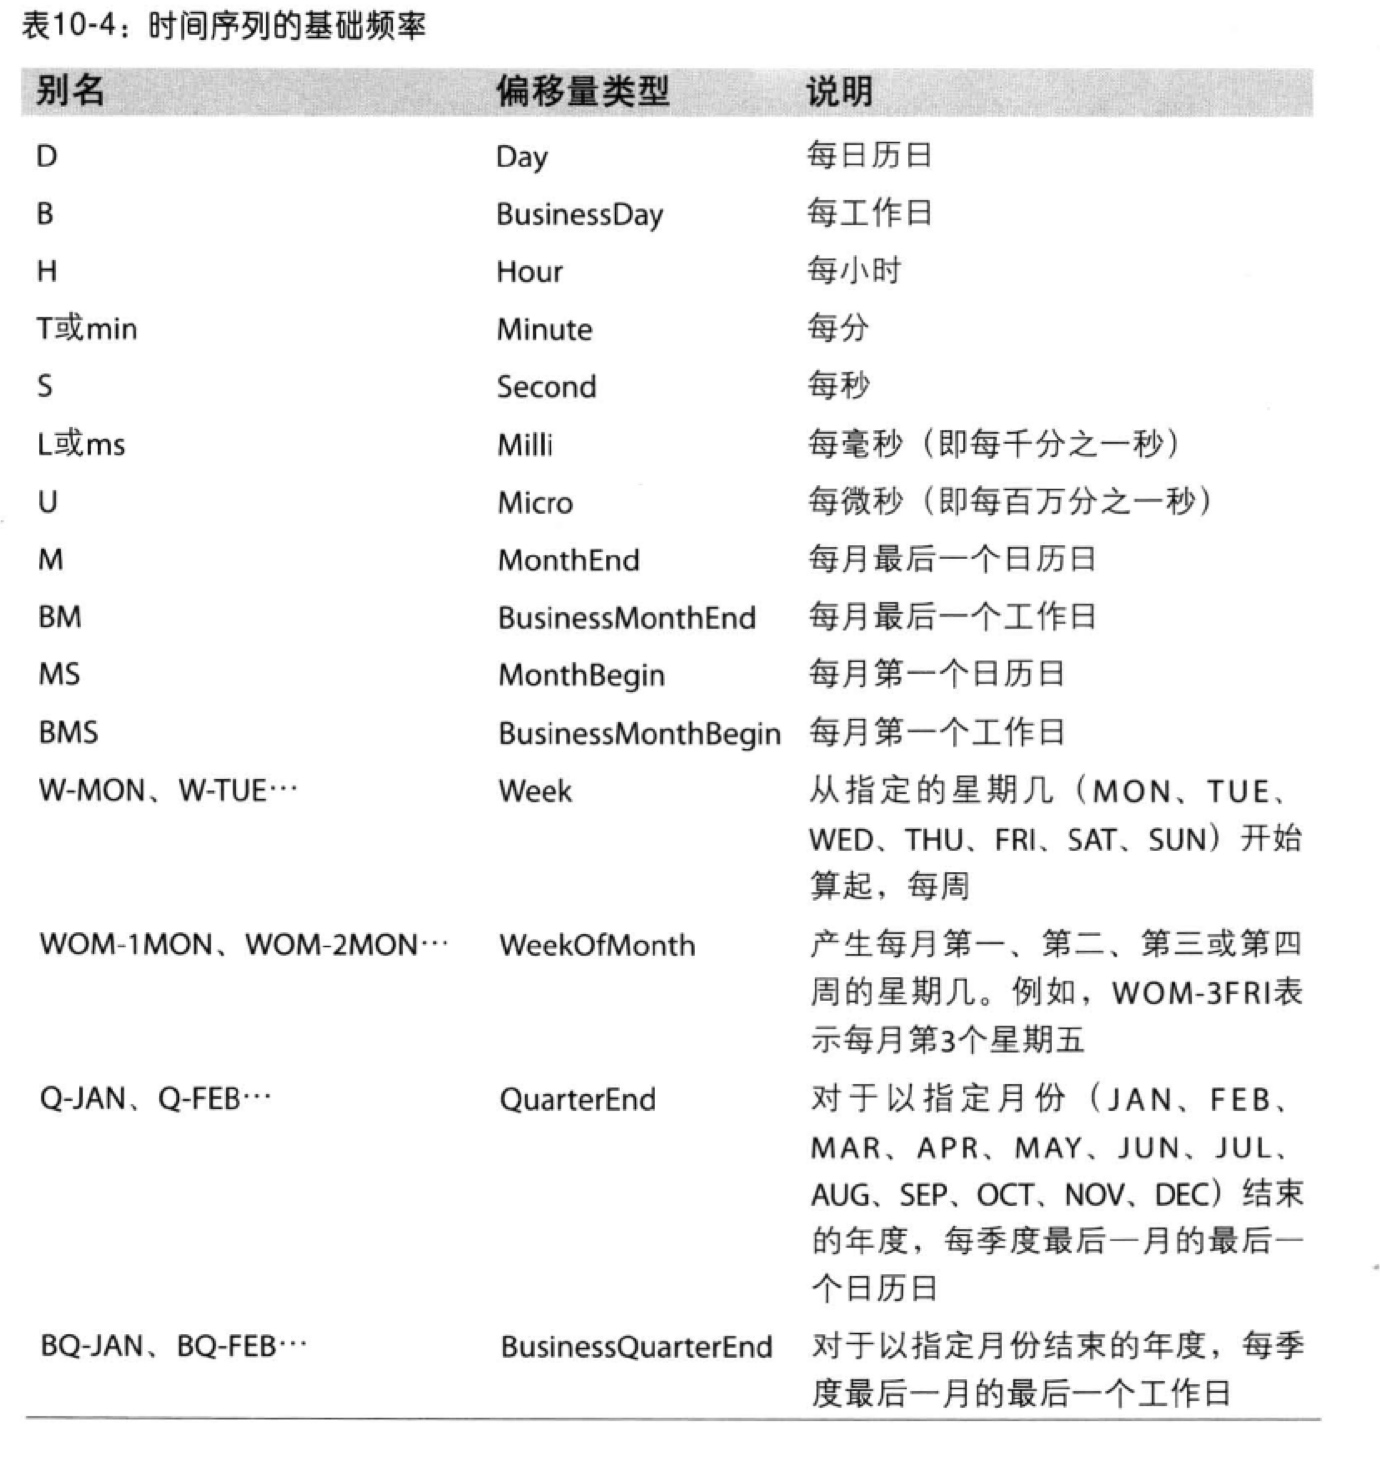 表10-4：时间序列的基础频率
别名 偏移量类型 说明
D Day 每日历日
B BusinessDay 每工作日
H Hour 每小时
T或min Minute 每分
S Second 每秒
L或ms Milli 每毫秒（即每千分之一秒）
U Micro 每微秒（即每百万分之一秒）
M MonthEnd 每月最后一个日历日
BM BusinessMonthEnd 每月最后一个工作日
MS MonthBegin 每月第一个日历日
BMS BusinessMonthBegin 每月第一个工作日
W-MON、W-TUE… Week 从指定的星期几（MON、TUE、
WED、THU、FRI、SAT、SUN）开始
算起，每周
WOM-1MON、WOM-2MON… WeekOfMonth 产生每月第一、第二、第三或第四
周的星期几。例如，WOM-3FRI表
示每月第3个星期五
Q-JAN、Q-FEB… QuarterEnd 对于以指定月份（JAN、FEB、
MAR、APR、MAY、JUN、JUL、
AUG、SEP、OCT、NOV、DEC）结束
的年度，每季度最后一月的最后一
个日历日
BQ-JAN、BQ-FEB… BusinessQuarterEnd 对于以指定月份结束的年度，每季
度最后一月的最后一个工作日